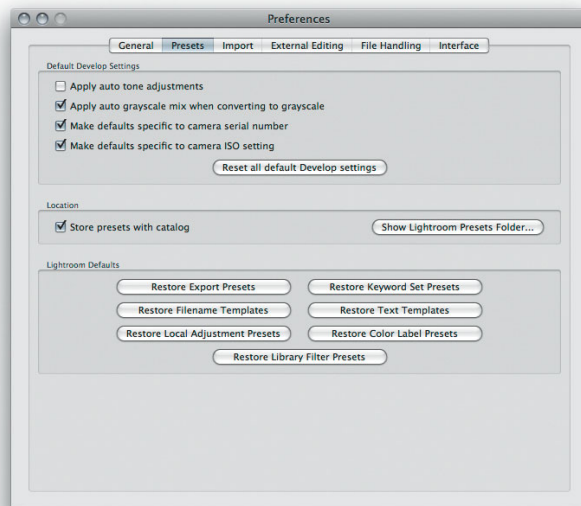 Preferences
General Presets Import External Editing File Handling Interface
Default Develop Settings
Apply auto tone adjustments
Apply auto grayscale mix when converting to grayscale
Make defaults specific to camera serial number
Make defaults specific to camera ISO setting
Reset all default Develop settings
Location
Store presets with catalog Show Lightroom Presets Folder...
Lightroom Defaults
Restore Export Presets Restore Keyword Set Presets
Restore Filename Templates Restore Text Templates
Restore Local Adjustment Presets Restore Color Label Presets
Restore Library Filter Presets